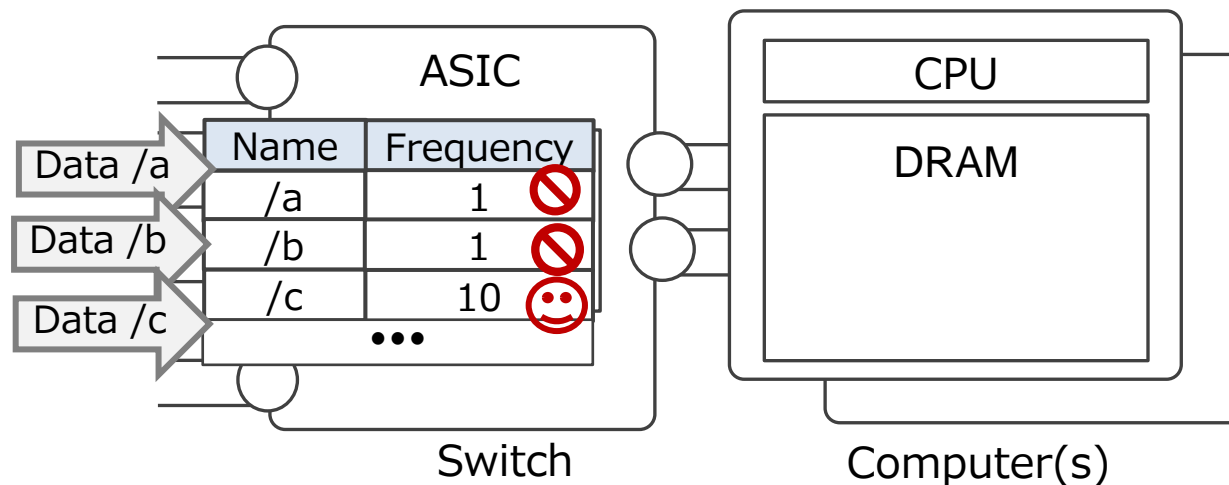 ASIC
CPU
Name Frequency
Data /a
DRAM
/a 1
Data /b
/b 1
Data /c
/c 10
•••
Switch
Computer(s)